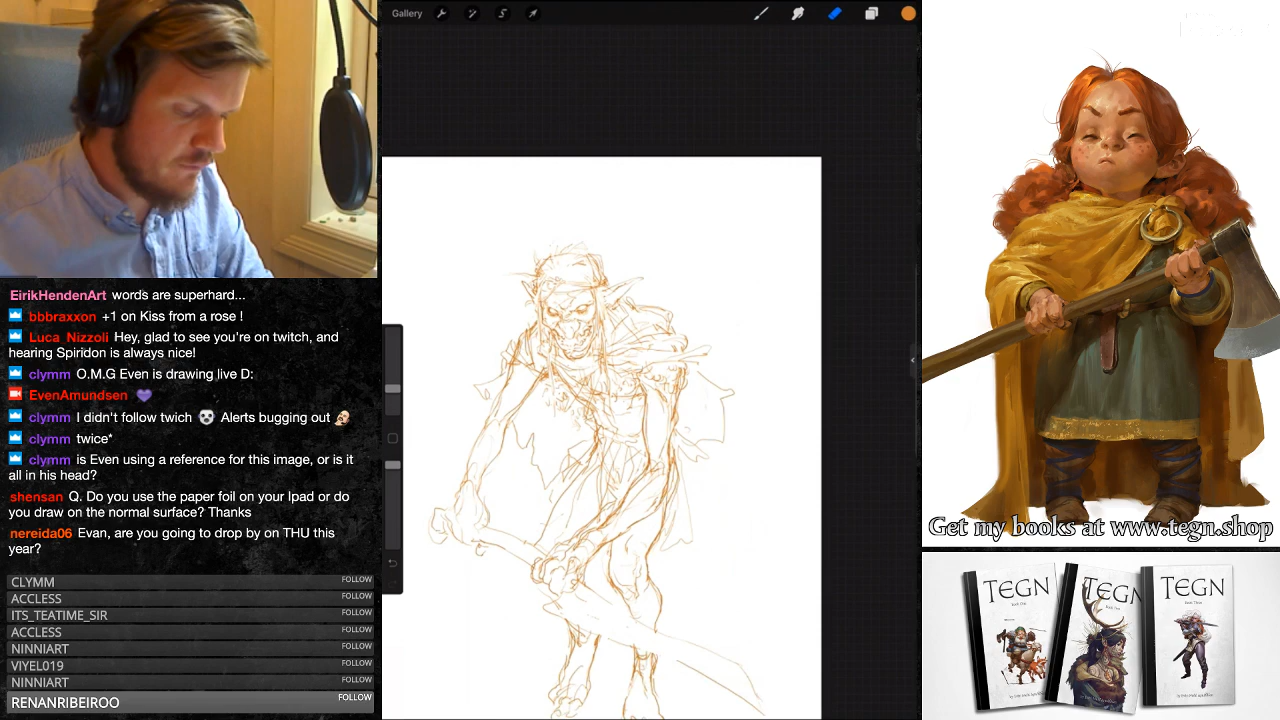 Gallery
EirikHendenArt words are superhard...
bbbraxxon +1 on Kiss from a rose !
Luca_Nizzoli Hey, glad to see you're on twitch, and
hearing Spiridon is always nice!
clymm O.M.G Even is drawing live D:
EvenAmundsen
clymm I didn't follow twich Alerts bugging out
clymm twice*
clymm is Even using a reference for this image, or is it
all in his head?
shensan Q. Do you use the paper foil on your Ipad or do
you draw on the normal surface? Thanks
nereida06 Evan, are you going to drop by on THU this
year?
CLYMM FOLLOW
ACCLESS FOLLOW
ITS_TEATIME_SIR FOLLOW
ACCLESS FOLLOW
NINNIART FOLLOW
VIYEL019 FOLLOW
NINNIART FOLLOW
RENANRIBEIROO FOLLOW
Get my books at www.tegn.shop
TEGN
TEGN
TEGN